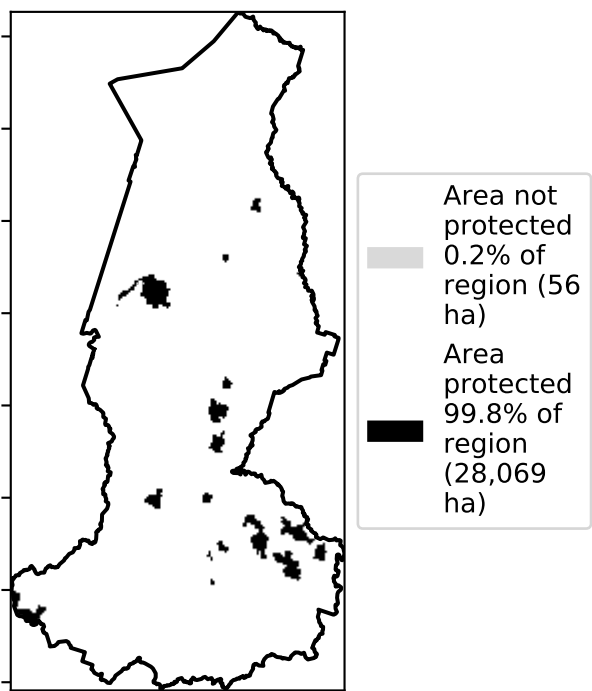 Area not
protected
0.2% of
region (56
ha)
Area
protected
99.8% of
region
(28,069
ha)